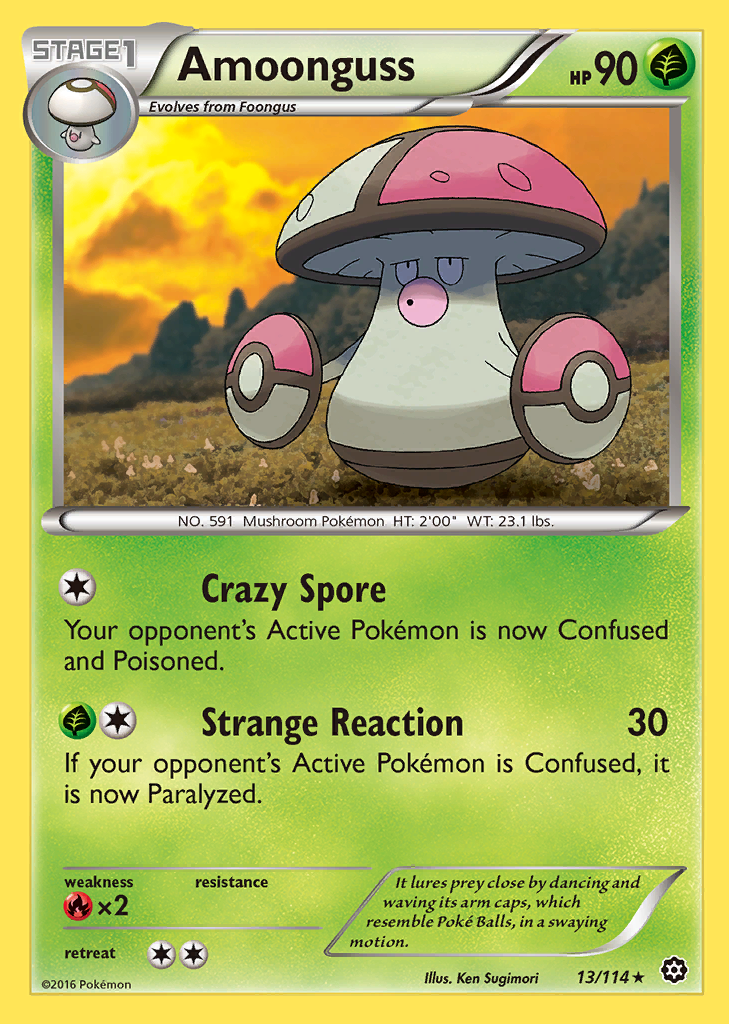 STAGE1
Amoonguss
HP 90
Evolves from Foongus
NO. 591 Mushroom Pokémon HT: 2'00" WT: 23.1 lbs.
Crazy Spore
Your opponent's Active Pokémon is now Confused
and Poisoned.
Strange Reaction 30
If your opponent's Active Pokémon is Confused, it
is now Paralyzed.
weakness resistance
×2
retreat
It lures prey close by dancing and
waving its arm caps, which
resemble Poké Balls, in a swaying
motion.
Illus. Ken Sugimori 13/114 ★
©2016 Pokémon